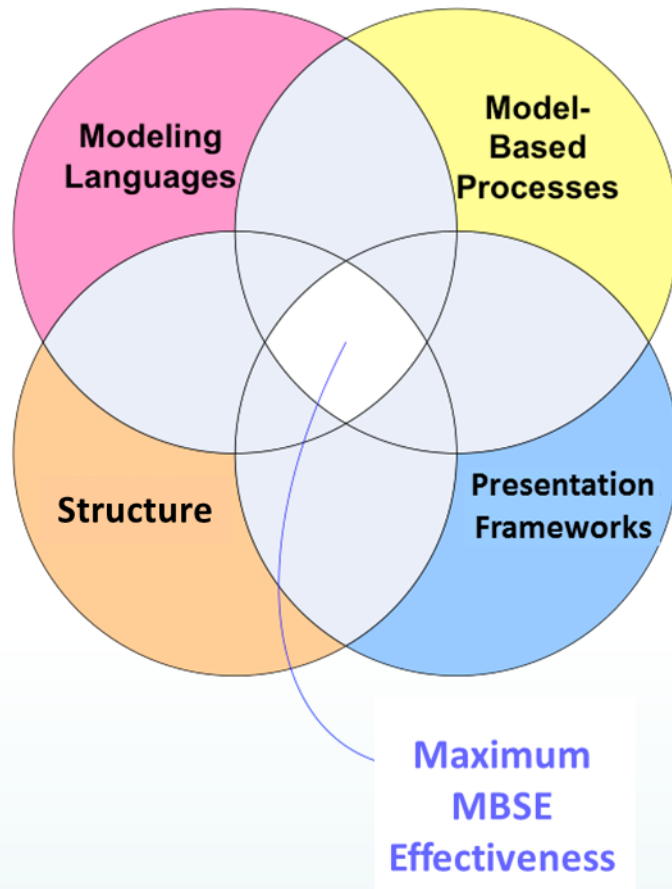 Modeling
Languages
Model-
Based
Processes
Structure
Presentation
Frameworks
Maximum
MBSE
Effectiveness